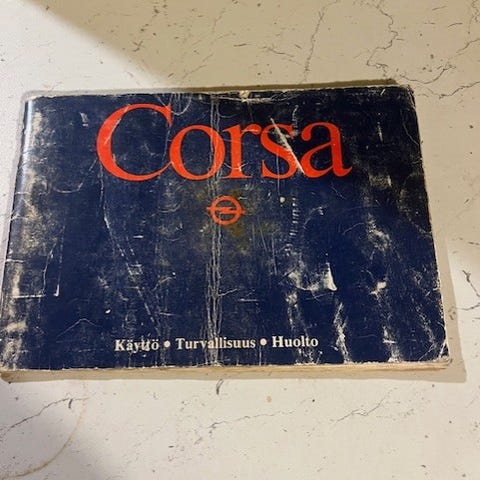 Corsa
Käyttö • Turvallisuus • Huolto